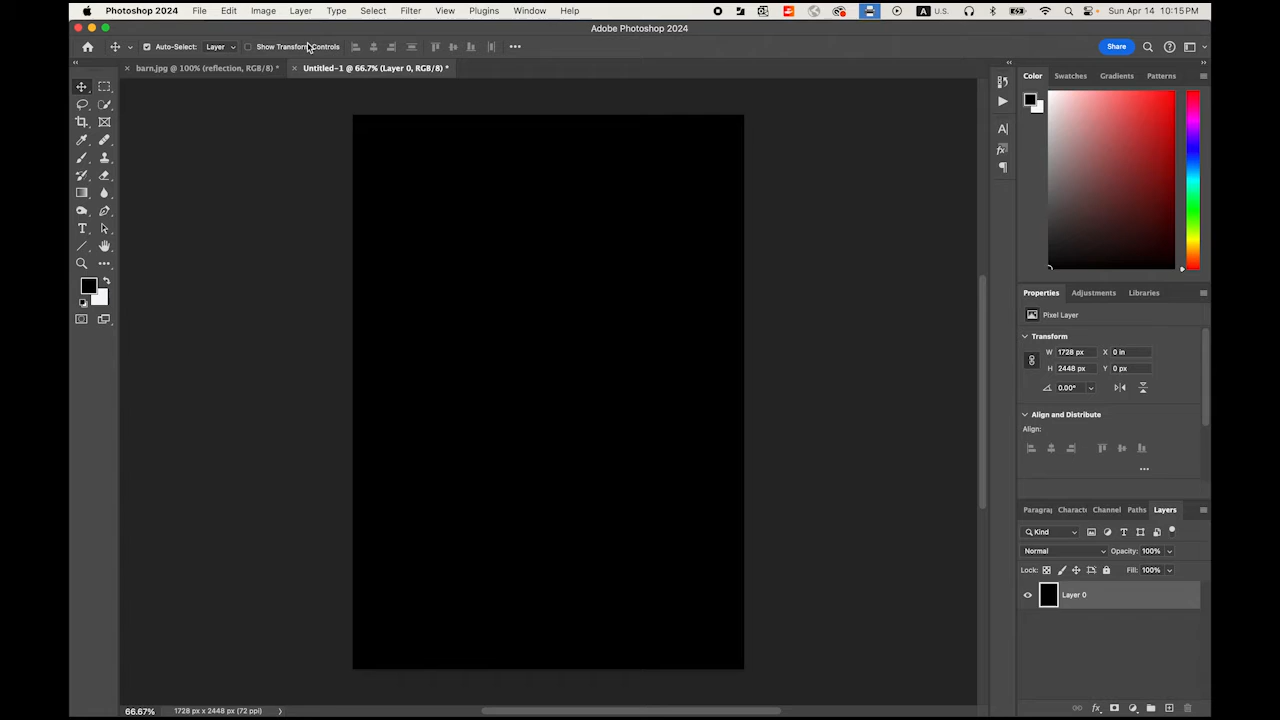 Photoshop 2024 File Edit Image Layer Type Select Filter View Plugins Window Help A U.S. Sun Apr 14 10:15 PM
Adobe Photoshop 2024
Auto-Select: Layer Show Transform Controls Share
× barn.jpg @ 100% (reflection, RGB/8) * × Untitled-1 @ 66.7% (Layer 0, RGB/8) *
Color Swatches Gradients Patterns
Properties Adjustments Libraries
Pixel Layer
Transform
W 1728 px X 0 in
H 2448 px Y 0 px
0.00°
Align and Distribute
Align:
Paragraj Characte Channel Paths Layers
Kind
Normal Opacity: 100%
Lock: Fill: 100%
Layer 0
66.67% 1728 px x 2448 px (72 ppi)